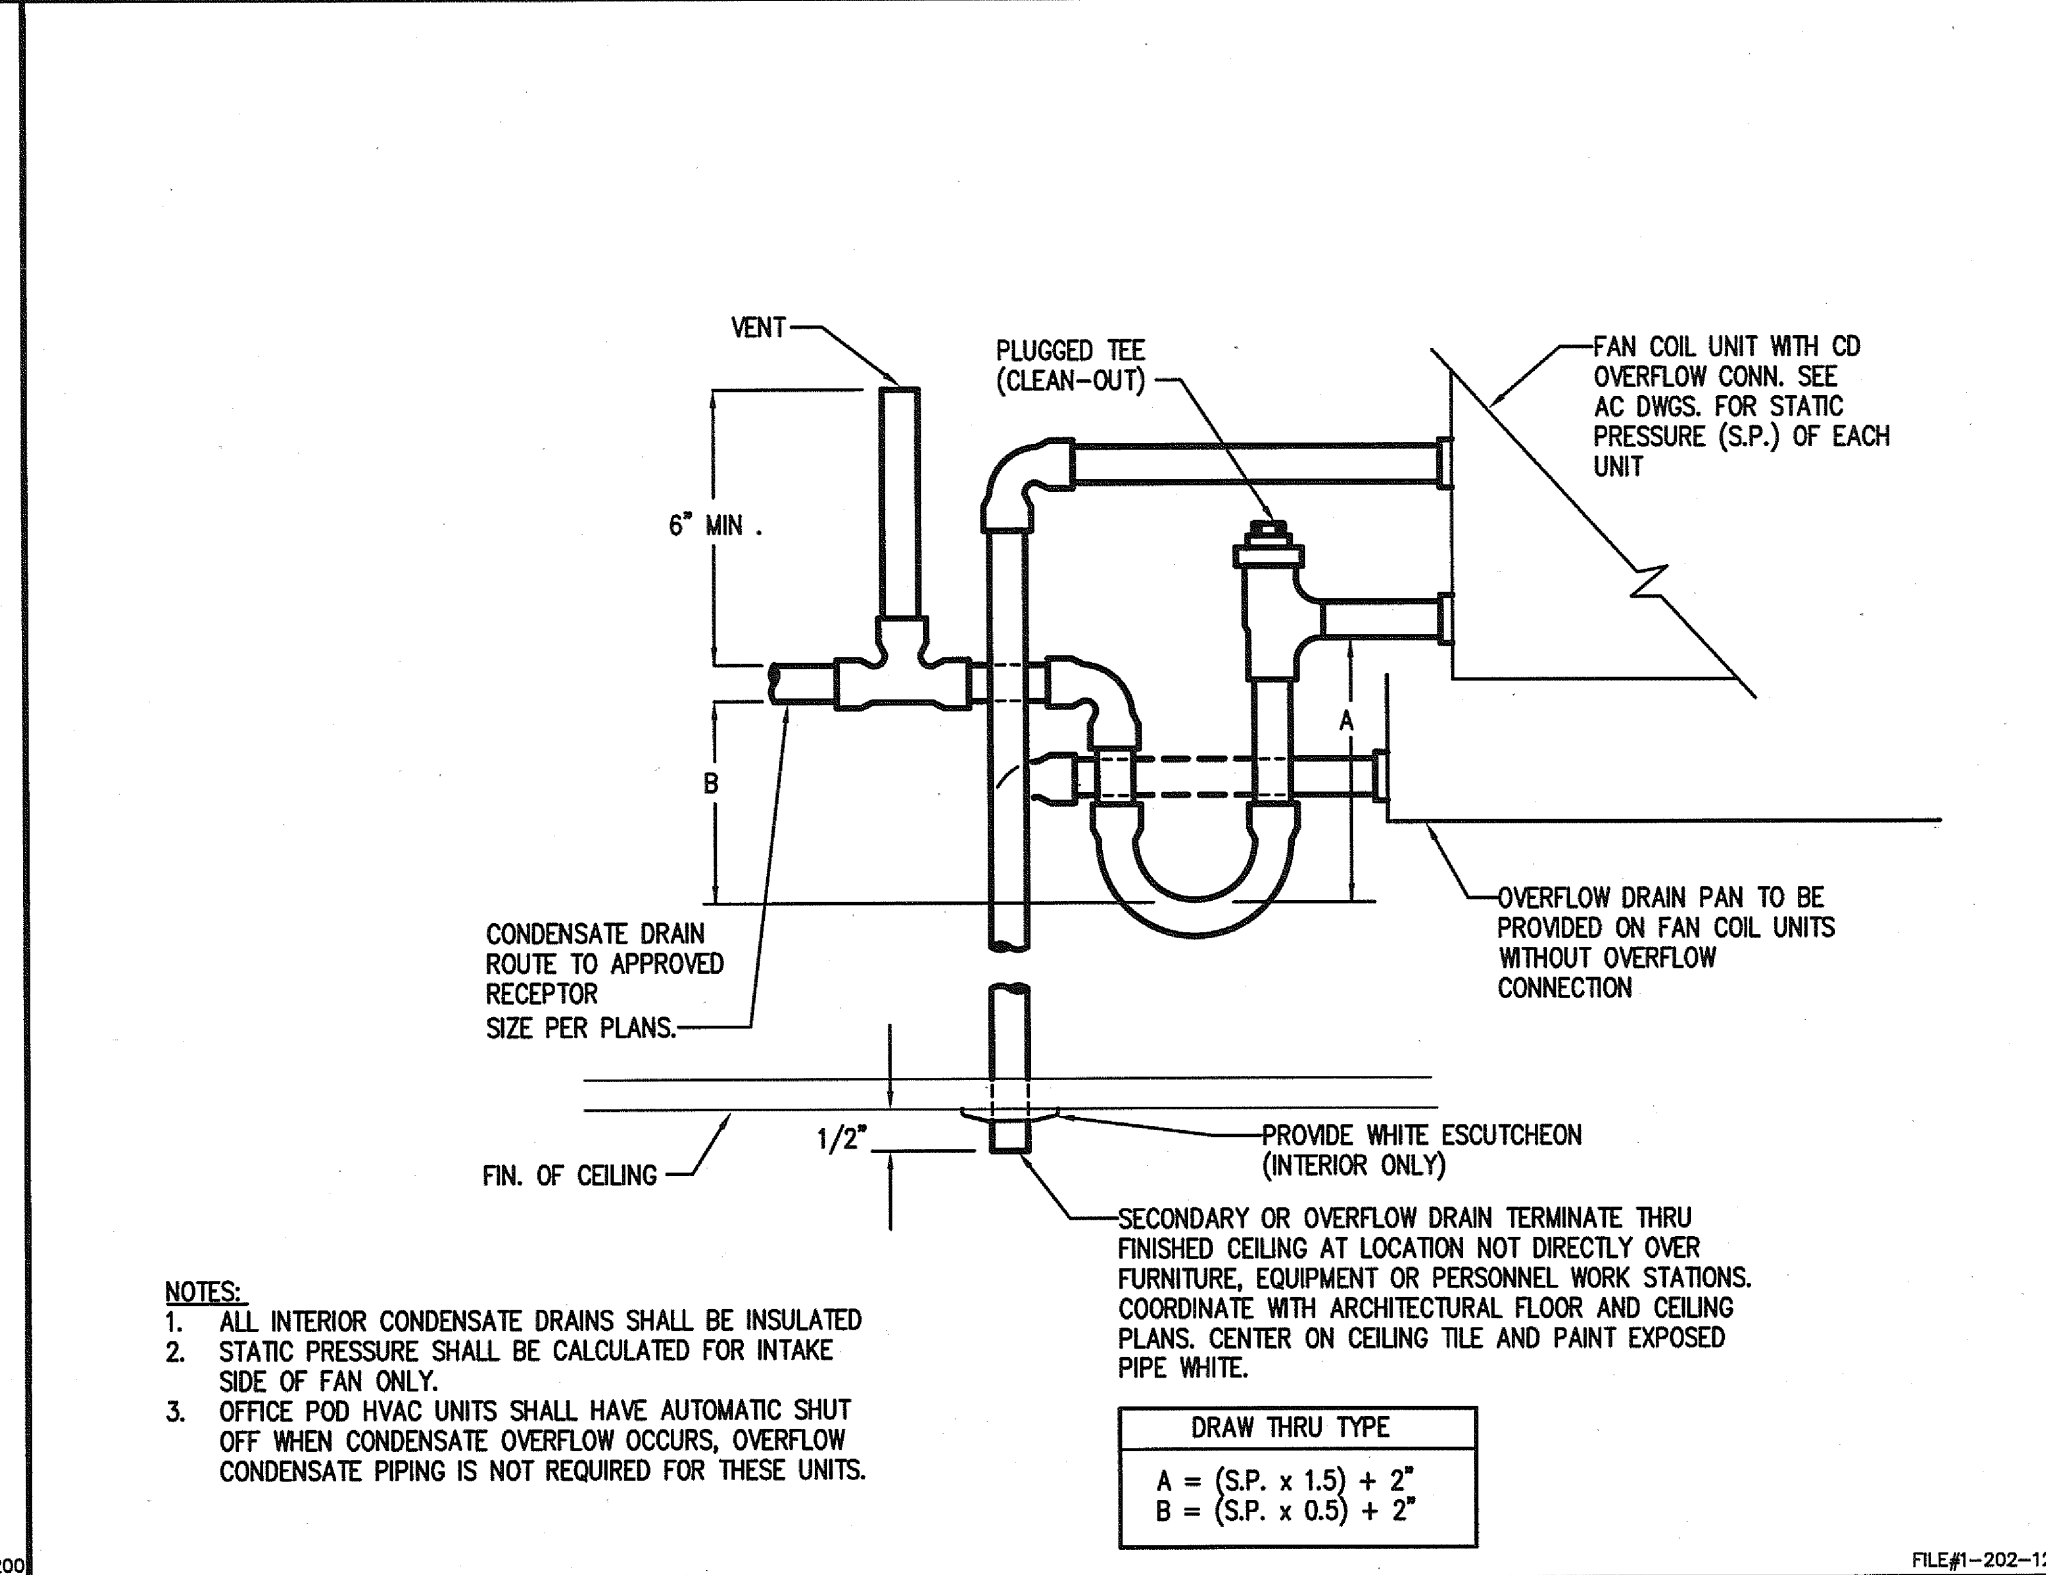 VENT
PLUGGED TEE
(CLEAN-OUT)
FAN COIL UNIT WITH CD
OVERFLOW CONN. SEE
AC DWGS. FOR STATIC
PRESSURE (S.P.) OF EACH
UNIT
6" MIN .
A
B
CONDENSATE DRAIN
ROUTE TO APPROVED
RECEPTOR
SIZE PER PLANS.
OVERFLOW DRAIN PAN TO BE
PROVIDED ON FAN COIL UNITS
WITHOUT OVERFLOW
CONNECTION
1/2"
FIN. OF CEILING
PROVIDE WHITE ESCUTCHEON
(INTERIOR ONLY)
SECONDARY OR OVERFLOW DRAIN TERMINATE THRU
FINISHED CEILING AT LOCATION NOT DIRECTLY OVER
FURNITURE, EQUIPMENT OR PERSONNEL WORK STATIONS.
COORDINATE WITH ARCHITECTURAL FLOOR AND CEILING
PLANS. CENTER ON CEILING TILE AND PAINT EXPOSED
PIPE WHITE.
NOTES:
1. ALL INTERIOR CONDENSATE DRAINS SHALL BE INSULATED
2. STATIC PRESSURE SHALL BE CALCULATED FOR INTAKE
SIDE OF FAN ONLY.
3. OFFICE POD HVAC UNITS SHALL HAVE AUTOMATIC SHUT
OFF WHEN CONDENSATE OVERFLOW OCCURS, OVERFLOW
CONDENSATE PIPING IS NOT REQUIRED FOR THESE UNITS.
DRAW THRU TYPE
A = (S.P. x 1.5) + 2"
B = (S.P. x 0.5) + 2"
FILE#1-202-12